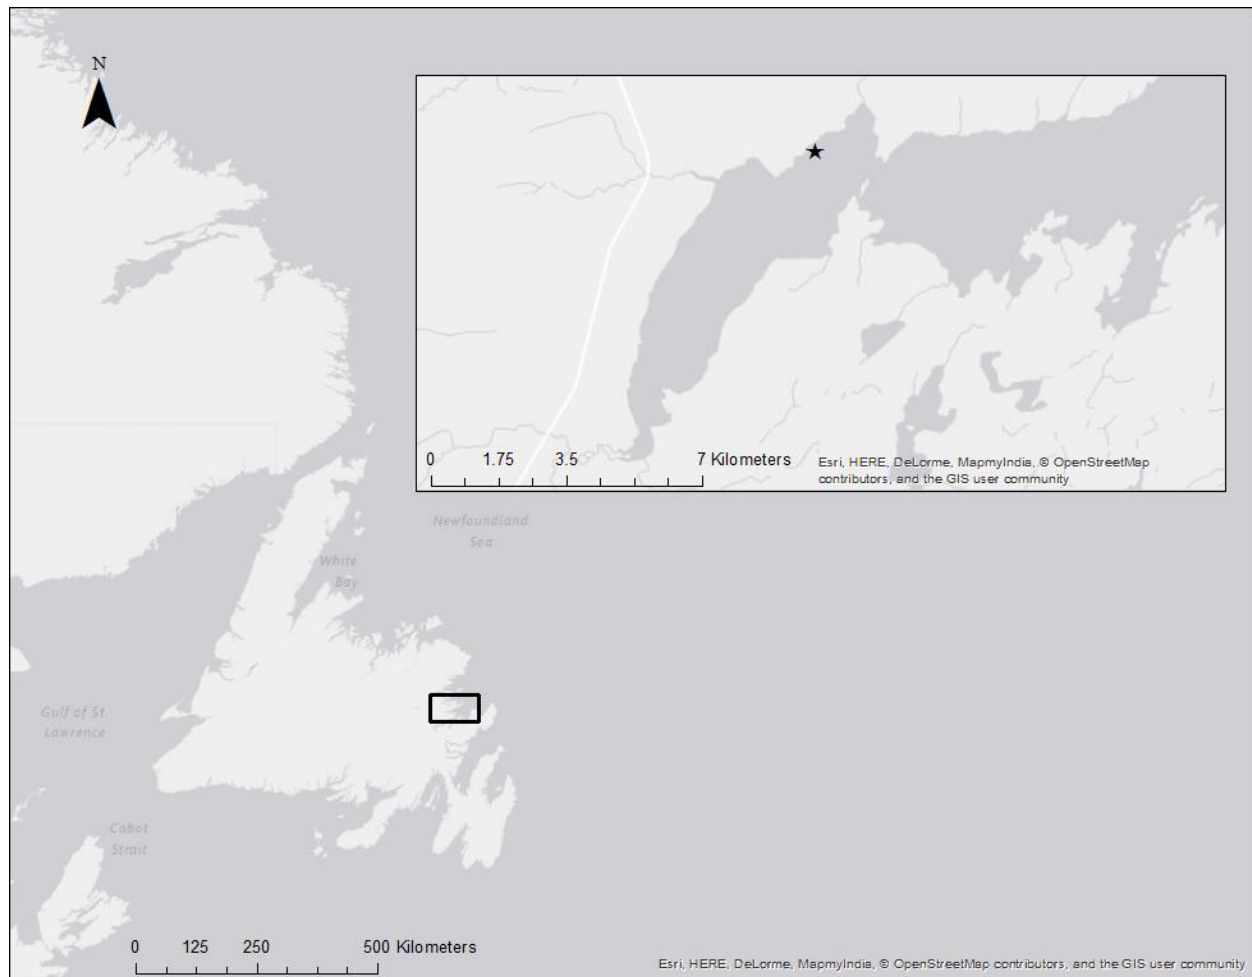 N
0 1.75 3.5 7 Kilometers
Esri, HERE, DeLorme, MapmyIndia, © OpenStreetMap
contributors, and the GIS user community
Newfoundland
Sea
White
Bay
Gulf of St.
Lawrence
Cabot
Strait
0 125 250 500 Kilometers
Esri, HERE, DeLorme, MapmyIndia, © OpenStreetMap contributors, and the GIS user community